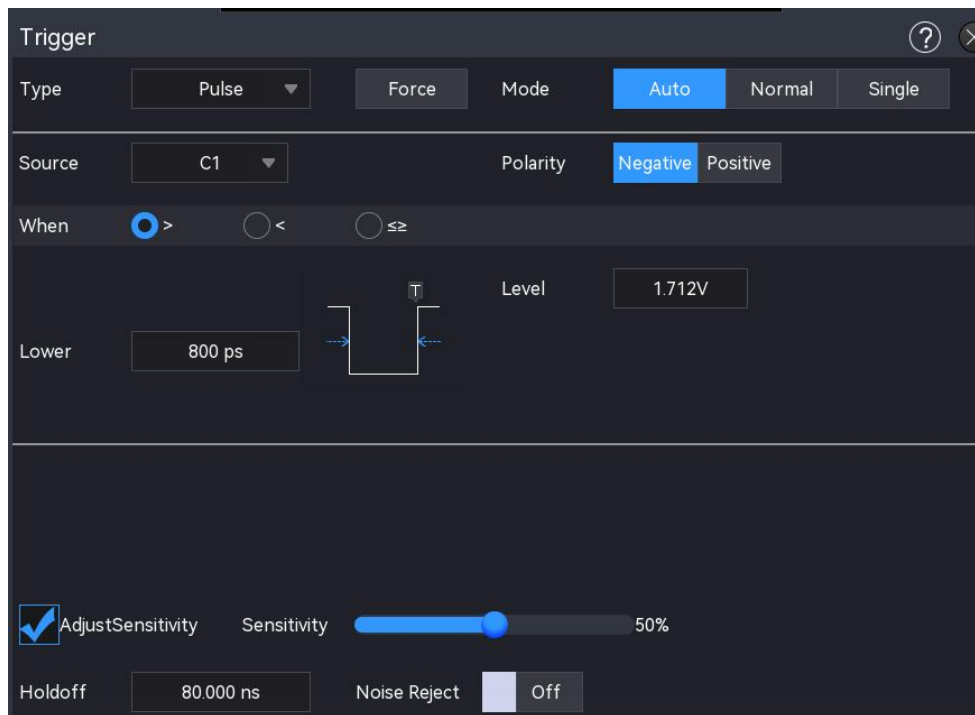 Trigger ?
Type Pulse Force Mode Auto Normal Single
Source C1 Polarity Negative Positive
When > < ≤≥
T
Level 1.712V
Lower 800 ps
AdjustSensitivity Sensitivity 50%
Holdoff 80.000 ns Noise Reject Off